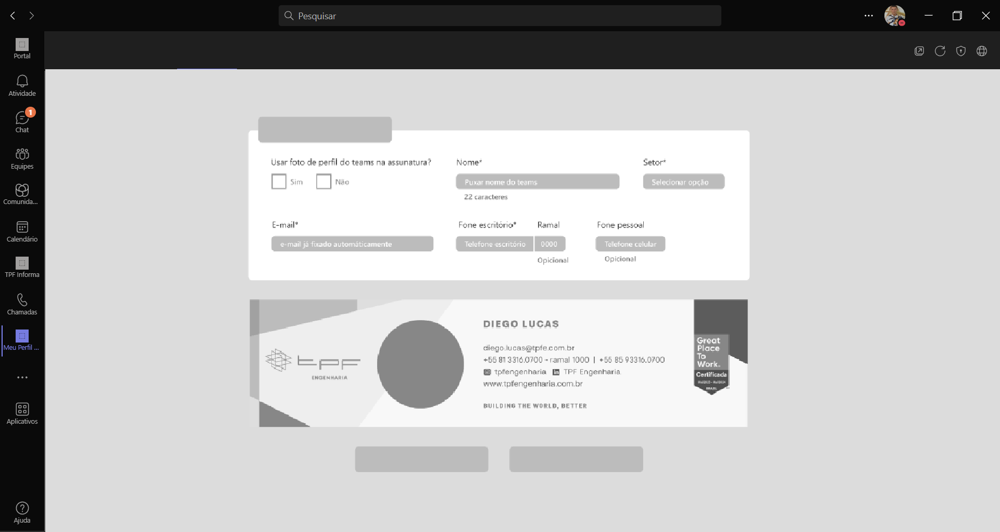 Pesquisar
Portal
Atividade
1
Chat
Equipes
Comunida...
Calendário
TPF Informa
Chamadas
Meu Perfil ...
Aplicativos
Ajuda
Usar foto de perfil do teams na assunatura?
Sim Não
Nome*
Puxar nome do teams
22 caracteres
Setor*
Selecionar opção
E-mail*
e-mail já fixado automáticamente
Fone escritório* Ramal
Telefone escritório 0000
Opicional
Fone pessoal
Telefone celular
Opicional
tpf
ENGENHARIA
DIEGO LUCAS
diego.lucas@tpfe.com.br
+55 81 3316.0700 - ramal 1000 | +55 85 93316.0700
tpfengenharia in TPF Engenharia
www.tpfengenharia.com.br
BUILDING THE WORLD, BETTER
Great
Place
To
Work.
Certificada
BRASIL